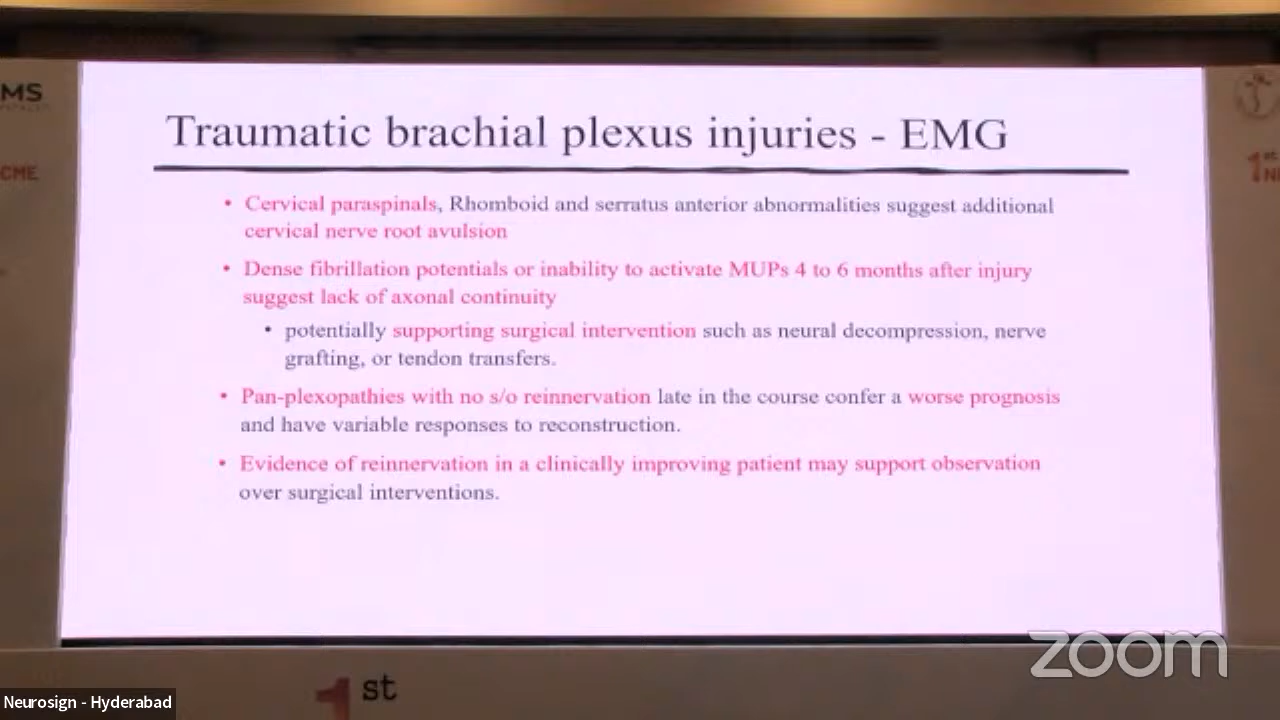 MS
CME
1st
Traumatic brachial plexus injuries - EMG
• Cervical paraspinals, Rhomboid and serratus anterior abnormalities suggest additional
cervical nerve root avulsion
• Dense fibrillation potentials or inability to activate MUPs 4 to 6 months after injury
suggest lack of axonal continuity
• potentially supporting surgical intervention such as neural decompression, nerve
grafting, or tendon transfers.
• Pan-plexopathies with no s/o reinnervation late in the course confer a worse prognosis
and have variable responses to reconstruction.
• Evidence of reinnervation in a clinically improving patient may support observation
over surgical interventions.
zoom
1st
Neurosign - Hyderabad